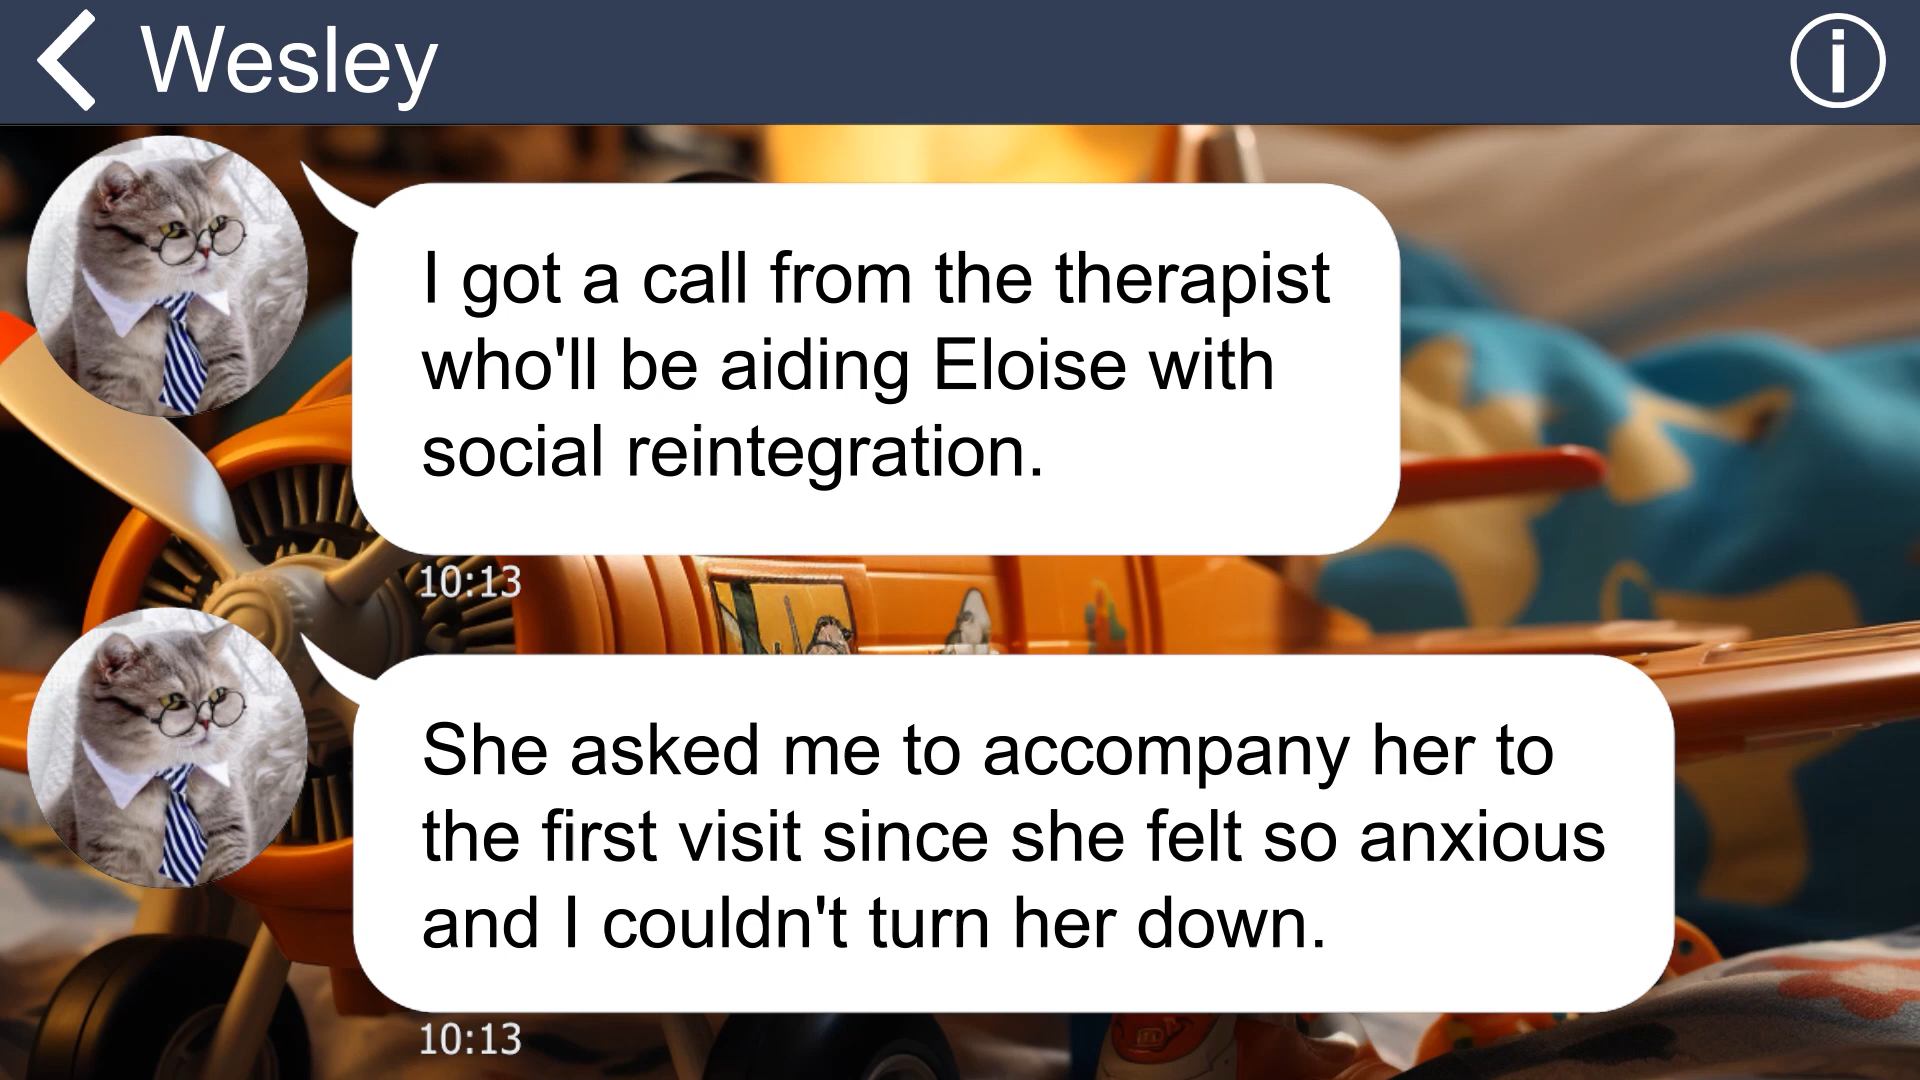 Wesley
I got a call from the therapist
who'll be aiding Eloise with
social reintegration.
10:13
She asked me to accompany her to
the first visit since she felt so anxious
and I couldn't turn her down.
10:13